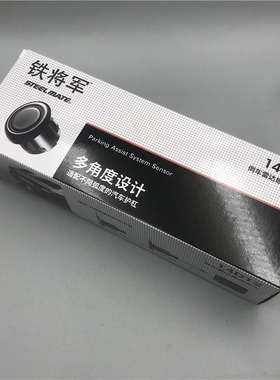 铁将军
STEELMATE
Parking Assist System Sensor
多角度设计
适配不同弧度的汽车护杠
14
倒车雷达